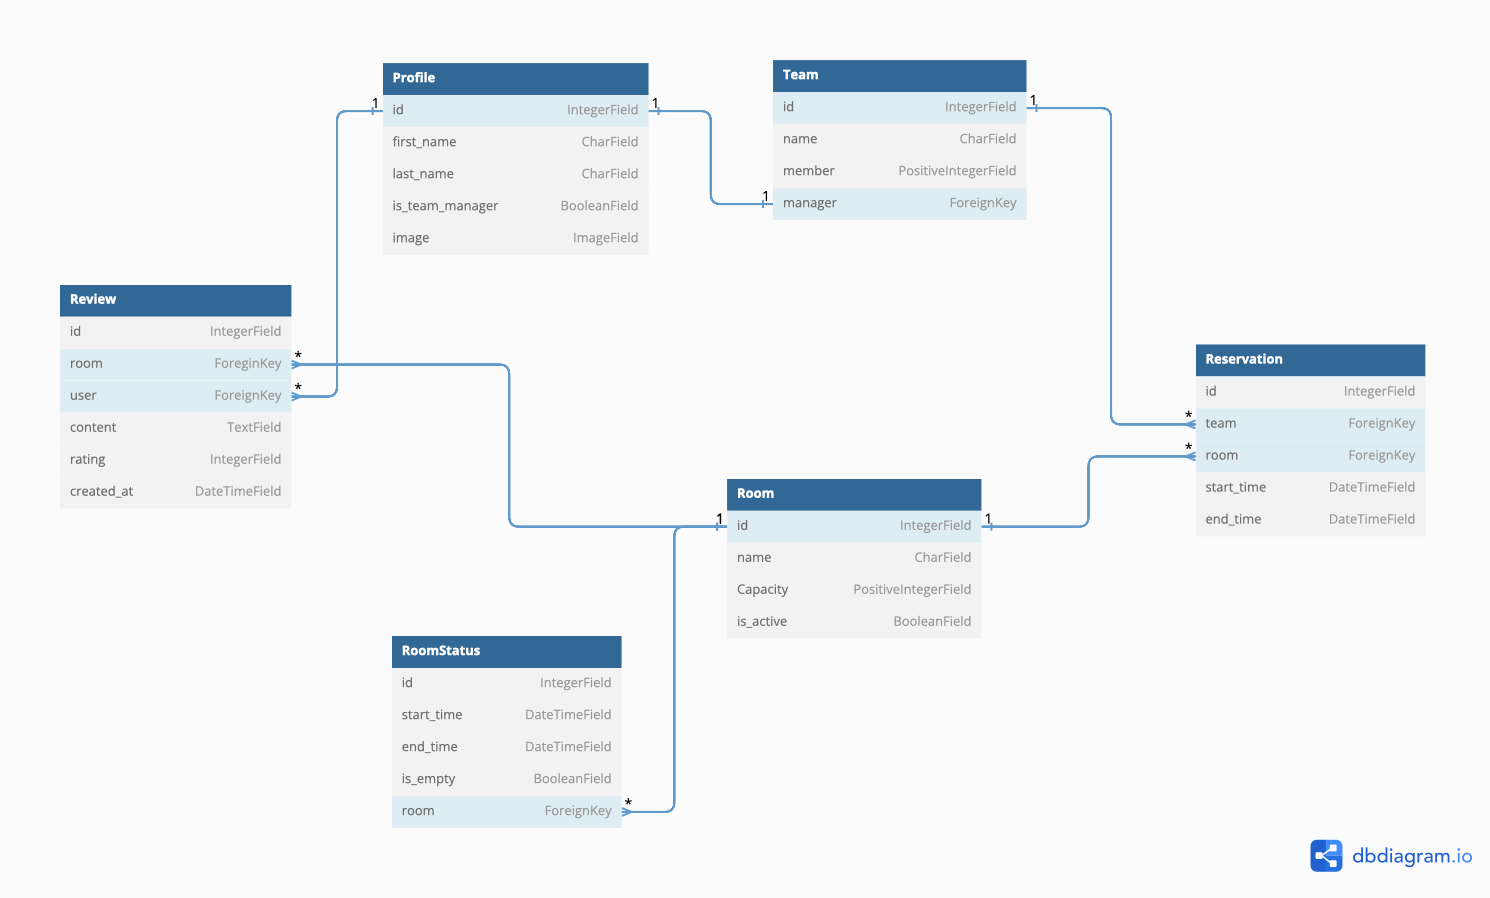 Profile
1 id IntegerField 1
first_name CharField
last_name CharField
is_team_manager BooleanField
image ImageField
Team
id IntegerField 1
name CharField
member PositiveIntegerField
1 manager ForeignKey
Review
id IntegerField
room ForeginKey *
user ForeignKey *
content TextField
rating IntegerField
created_at DateTimeField
Reservation
id IntegerField
* team ForeignKey
* room ForeignKey
start_time DateTimeField
end_time DateTimeField
Room
1 id IntegerField 1
name CharField
Capacity PositiveIntegerField
is_active BooleanField
RoomStatus
id IntegerField
start_time DateTimeField
end_time DateTimeField
is_empty BooleanField
room ForeignKey *
dbdiagram.io